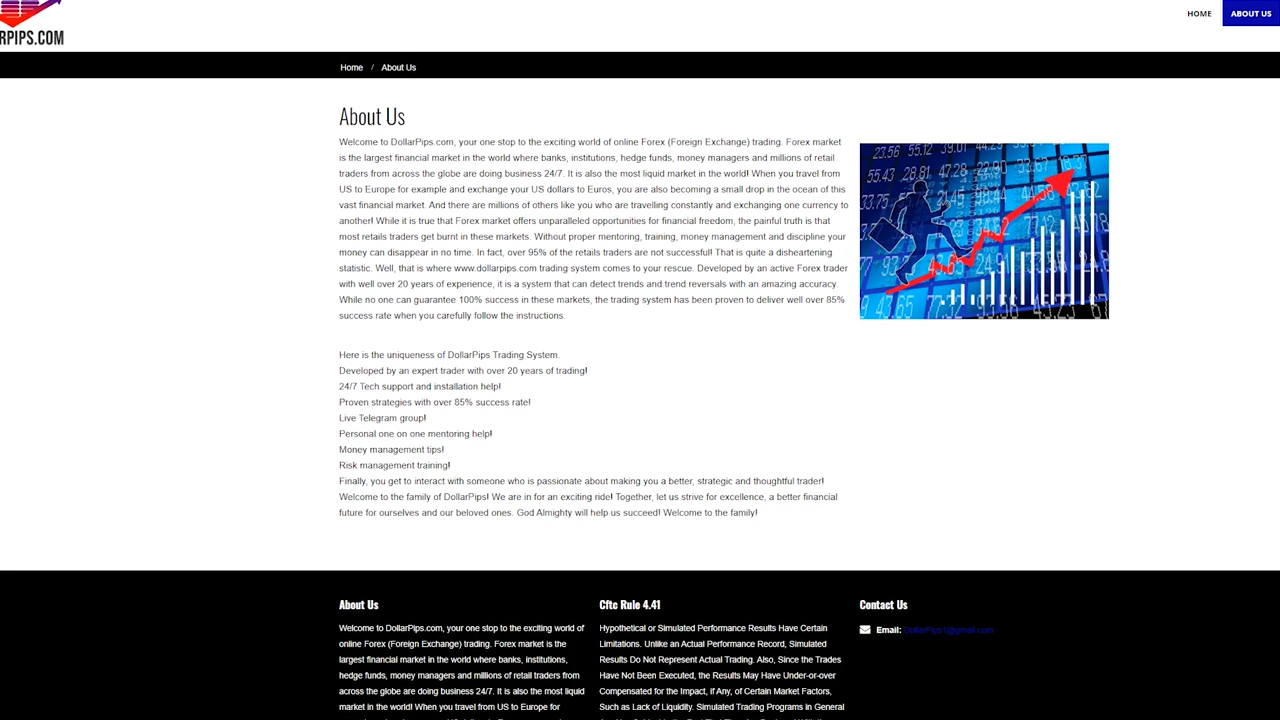 RPIPS.COM
HOME
ABOUT US
Home / About Us
About Us
Welcome to DollarPips.com, your one stop to the exciting world of online Forex (Foreign Exchange) trading. Forex market
is the largest financial market in the world where banks, institutions, hedge funds, money managers and millions of retail
traders from across the globe are doing business 24/7. It is also the most liquid market in the world! When you travel from
US to Europe for example and exchange your US dollars to Euros, you are also becoming a small drop in the ocean of this
vast financial market. And there are millions of others like you who are travelling constantly and exchanging one currency to
another! While it is true that Forex market offers unparalleled opportunities for financial freedom, the painful truth is that
most retails traders get burnt in these markets. Without proper mentoring, training, money management and discipline your
money can disappear in no time. In fact, over 95% of the retails traders are not successful! That is quite a disheartening
statistic. Well, that is where www.dollarpips.com trading system comes to your rescue. Developed by an active Forex trader
with well over 20 years of experience, it is a system that can detect trends and trend reversals with an amazing accuracy.
While no one can guarantee 100% success in these markets, the trading system has been proven to deliver well over 85%
success rate when you carefully follow the instructions.
Here is the uniqueness of DollarPips Trading System.
Developed by an expert trader with over 20 years of trading!
24/7 Tech support and installation help!
Proven strategies with over 85% success rate!
Live Telegram group!
Personal one on one mentoring help!
Money management tips!
Risk management training!
Finally, you get to interact with someone who is passionate about making you a better, strategic and thoughtful trader!
Welcome to the family of DollarPips! We are in for an exciting ride! Together, let us strive for excellence, a better financial
future for ourselves and our beloved ones. God Almighty will help us succeed! Welcome to the family!
About Us
Welcome to DollarPips.com, your one stop to the exciting world of
online Forex (Foreign Exchange) trading. Forex market is the
largest financial market in the world where banks, institutions,
hedge funds, money managers and millions of retail traders from
across the globe are doing business 24/7. It is also the most liquid
market in the world! When you travel from US to Europe for
Cftc Rule 4.41
Hypothetical or Simulated Performance Results Have Certain
Limitations. Unlike an Actual Performance Record, Simulated
Results Do Not Represent Actual Trading. Also, Since the Trades
Have Not Been Executed, the Results May Have Under-or-over
Compensated for the Impact, if Any, of Certain Market Factors,
Such as Lack of Liquidity. Simulated Trading Programs in General
Contact Us
Email: DollarPips1@gmail.com